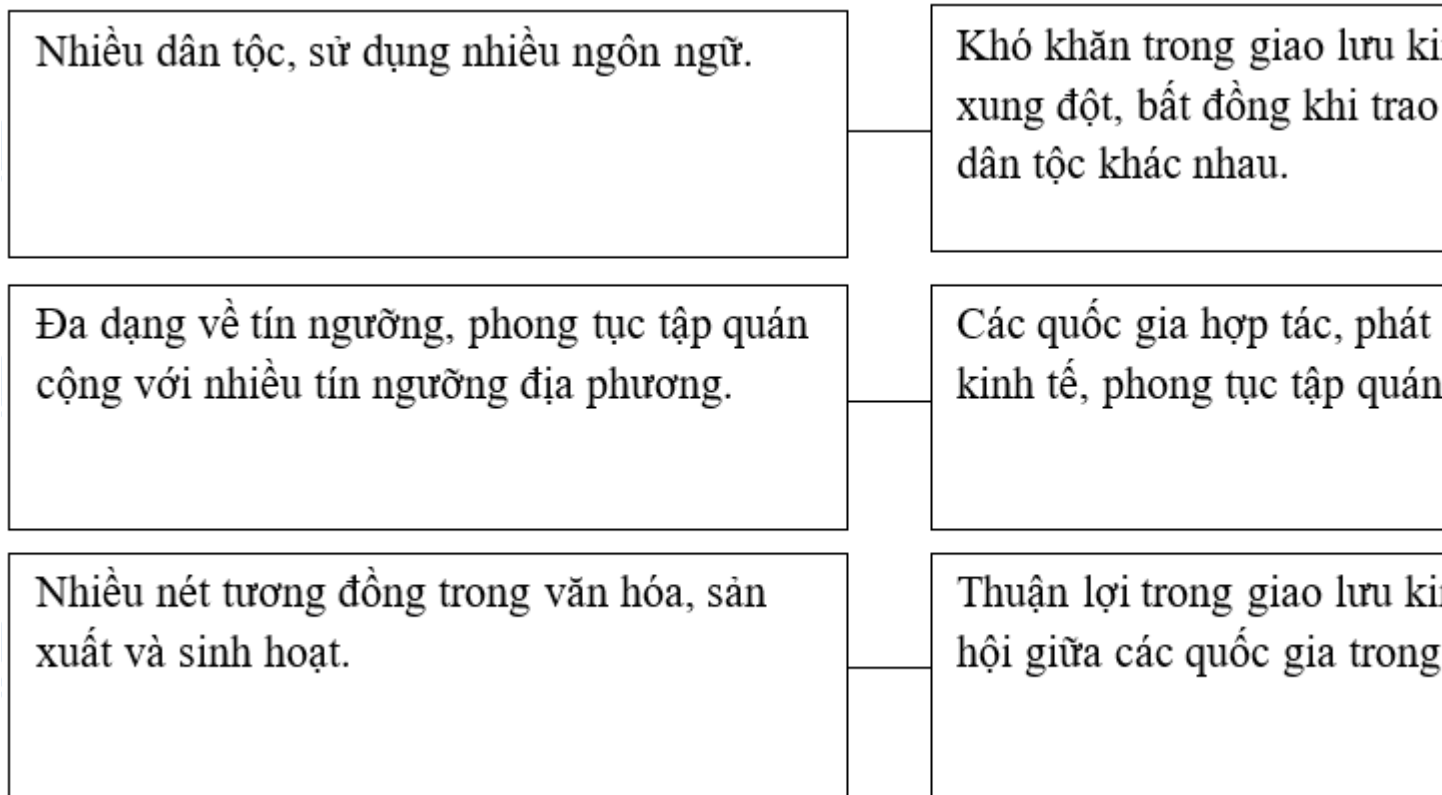 Nhiều dân tộc, sử dụng nhiều ngôn ngữ.
Khó khăn trong giao lưu
xung đột, bất đồng khi trao
dân tộc khác nhau.
Đa dạng về tín ngưỡng, phong tục tập quán
cộng với nhiều tín ngưỡng địa phương.
Các quốc gia hợp tác, phát
kinh tế, phong tục tập quán
Nhiều nét tương đồng trong văn hóa, sản
xuất và sinh hoạt.
Thuận lợi trong giao lưu
hội giữa các quốc gia trong